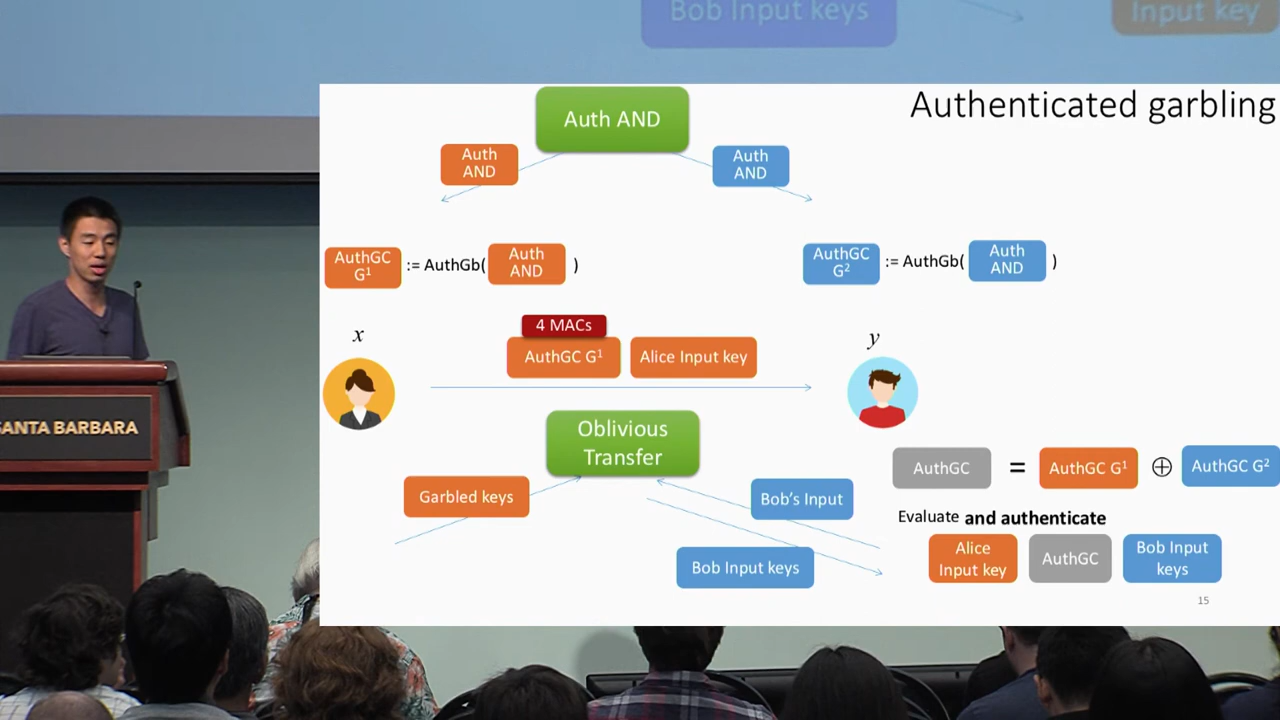 Bob Input keys
Input key
Authenticated garbling
Auth AND
Auth
AND
Auth
AND
AuthGC
G¹
:= AuthGb(
Auth
AND
)
AuthGC
G²
:= AuthGb(
Auth
AND
)
x
4 MACs
AuthGC G¹
Alice Input key
y
SANTA BARBARA
Oblivious
Transfer
Garbled keys
Bob's Input
Bob Input keys
AuthGC
=
AuthGC G¹
⊕
AuthGC G²
Evaluate and authenticate
Alice
Input key
AuthGC
Bob Input
keys
15